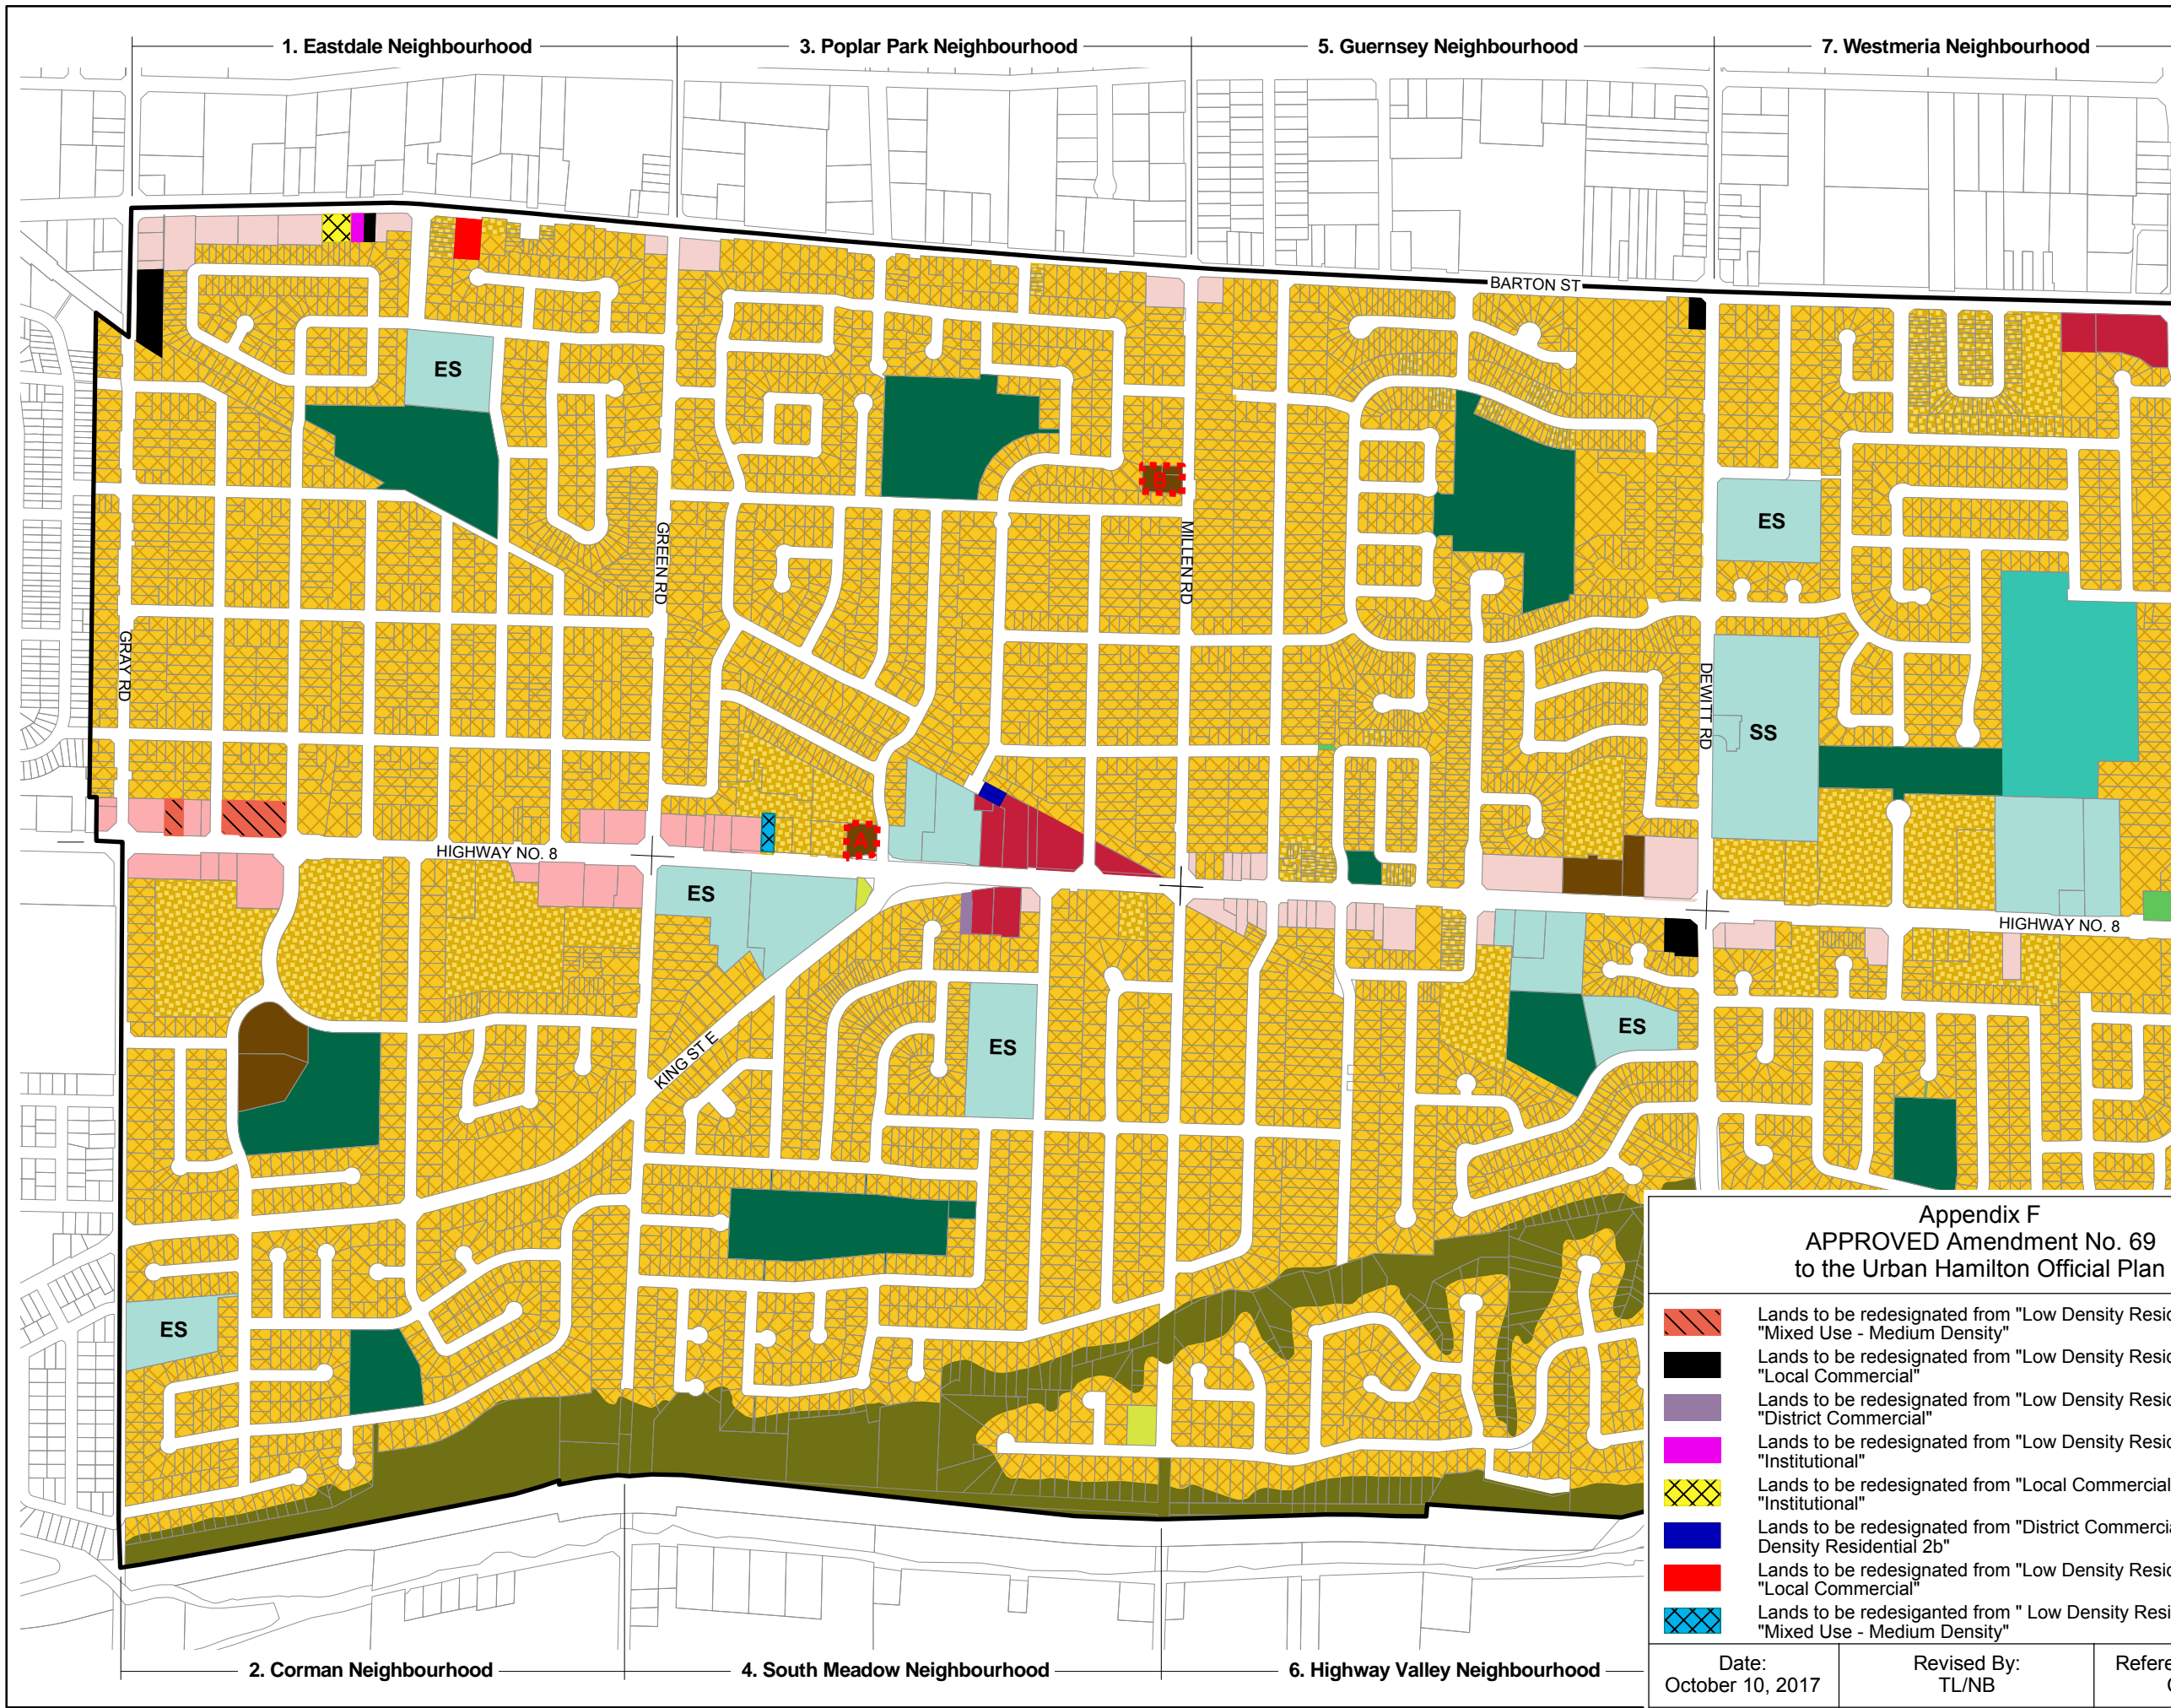 1. Eastdale Neighbourhood
3. Poplar Park Neighbourhood
5. Guernsey Neighbourhood
7. Westmeria Neighbourhood
BARTON ST
ES
B
ES
GREEN RD
MILLEN RD
GRAY RD
DEWITT RD
SS
A
HIGHWAY NO. 8
ES
HIGHWAY NO. 8
ES
ES
KING ST E
ES
Appendix F
APPROVED Amendment No. 69
to the Urban Hamilton Official Plan
Lands to be redesignated from "Low Density Resid
"Mixed Use - Medium Density"
Lands to be redesignated from "Low Density Resid
"Local Commercial"
Lands to be redesignated from "Low Density Resid
"District Commercial"
Lands to be redesignated from "Low Density Resid
"Institutional"
Lands to be redesignated from "Local Commercial
"Institutional"
Lands to be redesignated from "District Commercia
Density Residential 2b"
Lands to be redesignated from "Low Density Resid
"Local Commercial"
Lands to be redesiganted from " Low Density Resi
"Mixed Use - Medium Density"
Date:
October 10, 2017
Revised By:
TL/NB
Refere
2. Corman Neighbourhood
4. South Meadow Neighbourhood
6. Highway Valley Neighbourhood